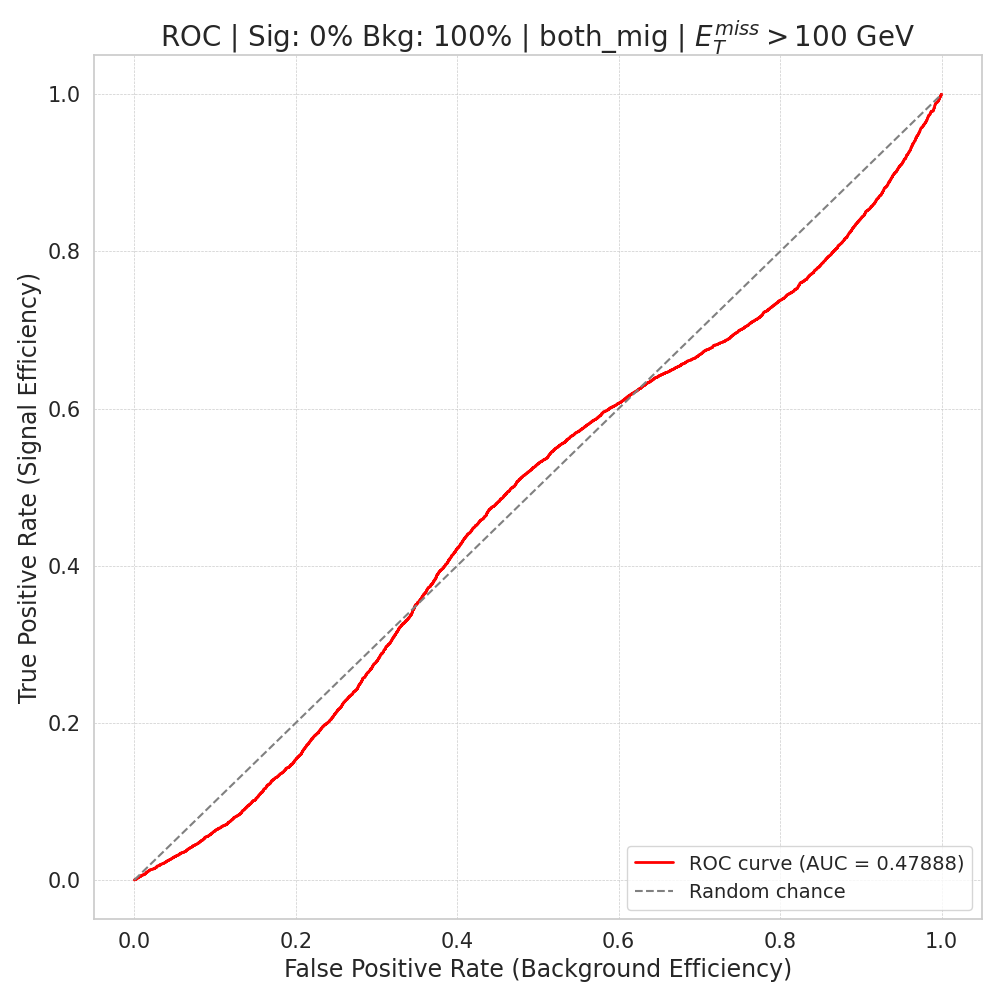 ROC | Sig: 0% Bkg: 100% | both_mig | $E_T^{miss} > 100$ GeV
1.0
0.8
0.6
0.4
0.2
0.0
True Positive Rate (Signal Efficiency)
ROC curve (AUC = 0.47888)
Random chance
0.0 0.2 0.4 0.6 0.8 1.0
False Positive Rate (Background Efficiency)